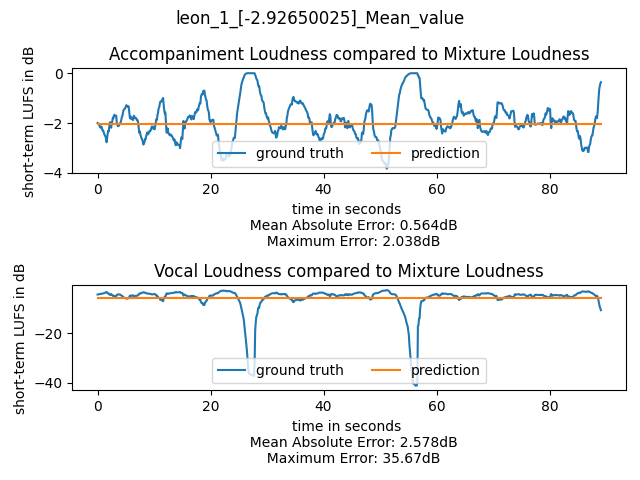 leon_1_[-2.92650025]_Mean_value
Accompaniment Loudness compared to Mixture Loudness
short-term LUFS in dB
0
−2
−4
ground truth
prediction
0 20 40 60 80
time in seconds
Mean Absolute Error: 0.564dB
Maximum Error: 2.038dB
Vocal Loudness compared to Mixture Loudness
short-term LUFS in dB
−20
−40
ground truth
prediction
0 20 40 60 80
time in seconds
Mean Absolute Error: 2.578dB
Maximum Error: 35.67dB